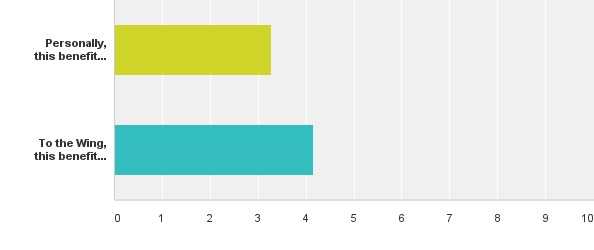 Personally,
this benefit...
To the Wing,
this benefit...
0 1 2 3 4 5 6 7 8 9 10